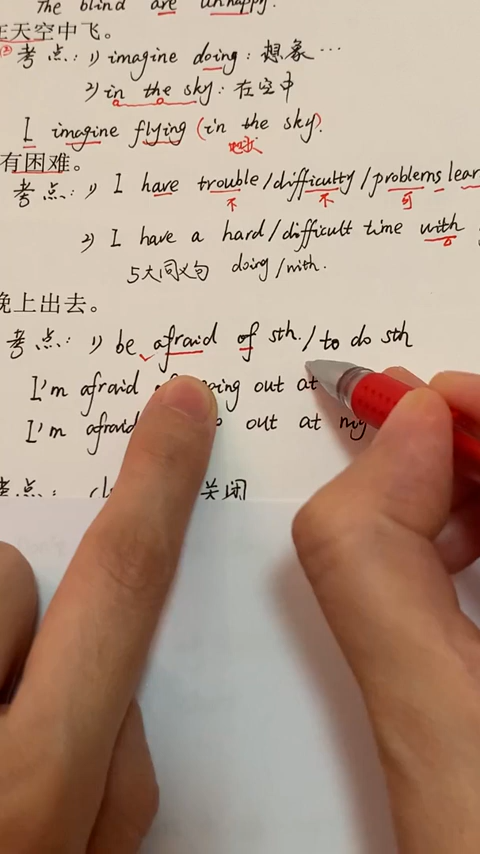 The blind are unhappy.
在天空中飞。
② 考点：1) imagine doing：想象…
2) in the sky：在空中
I imagine flying (in the sky).
地状
有困难。
考点：1) I have trouble/difficulty/problems lear
不 不 可
2) I have a hard/difficult time with
5大同义句 doing/with.
晚上出去。
考点：1) be afraid of sth./to do sth
I'm afraid going out at
I'm afraid out at
考点： 关闭